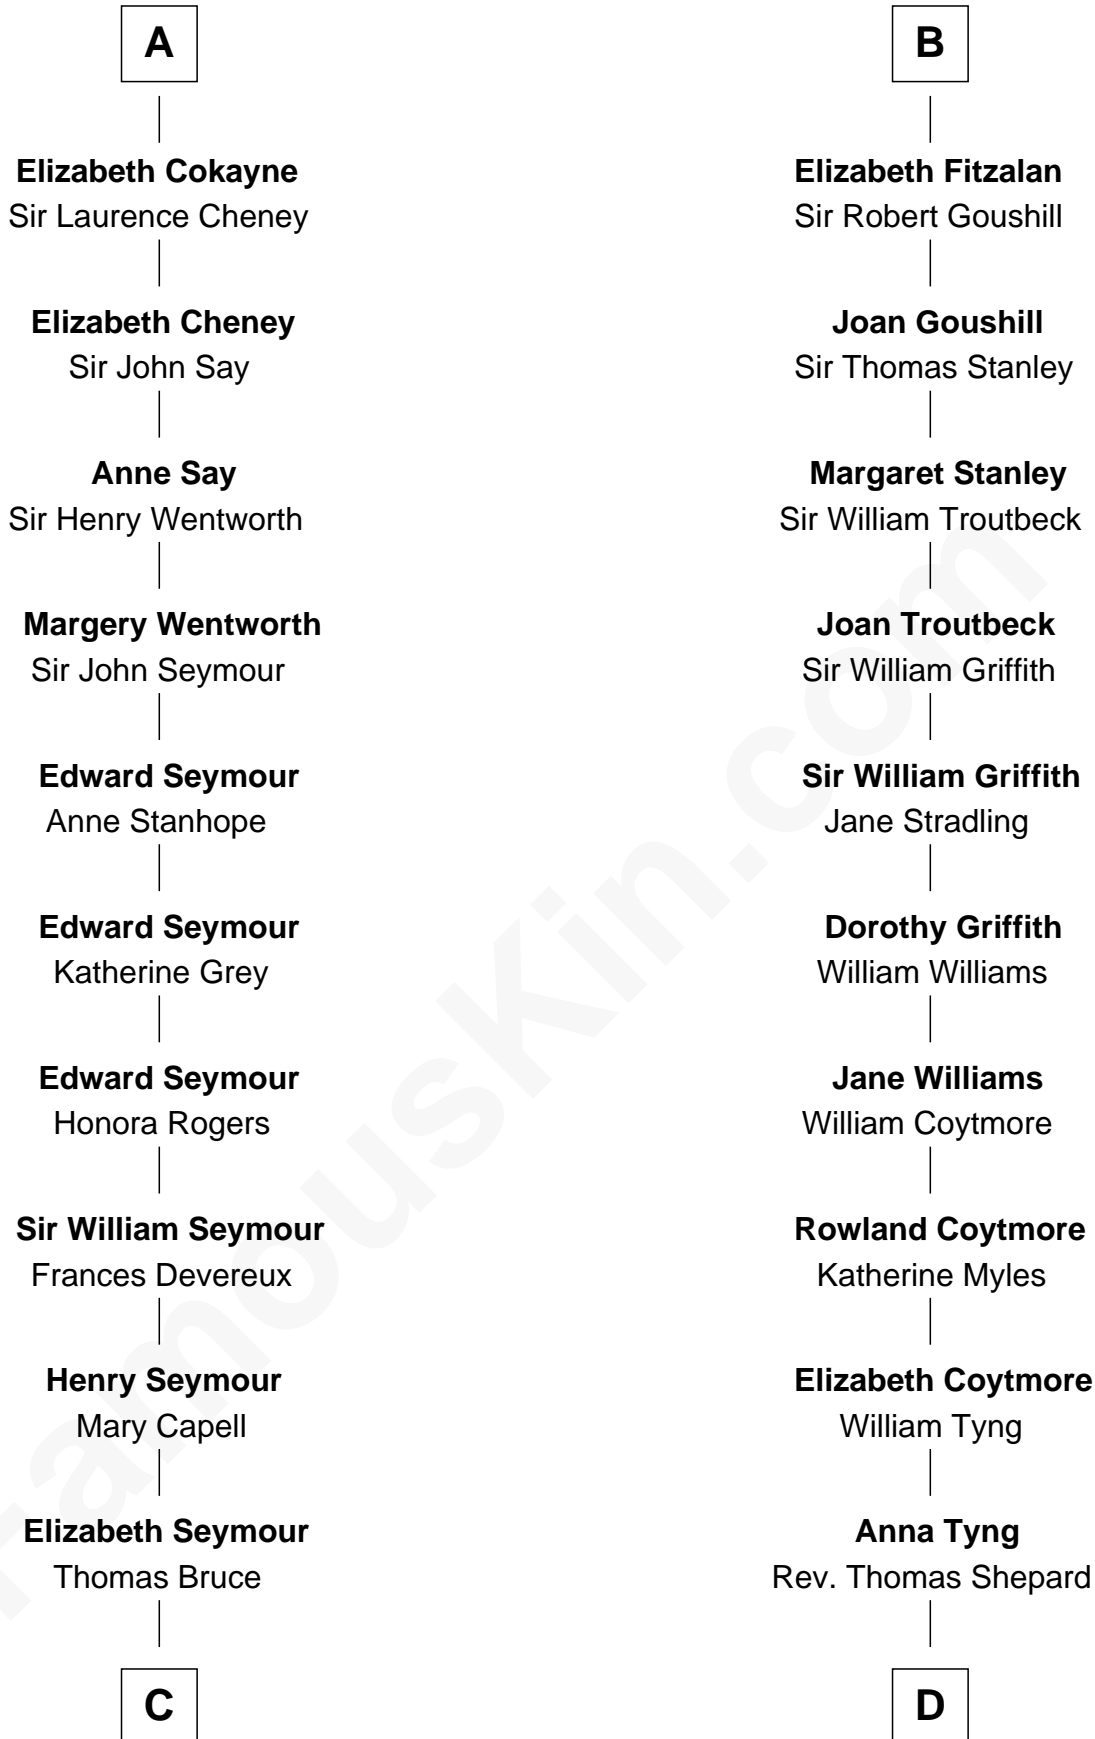 A
Elizabeth Cokayne
Sir Laurence Cheney
Elizabeth Cheney
Sir John Say
Anne Say
Sir Henry Wentworth
Margery Wentworth
Sir John Seymour
Edward Seymour
Anne Stanhope
Edward Seymour
Katherine Grey
Edward Seymour
Honora Rogers
Sir William Seymour
Frances Devereux
Henry Seymour
Mary Capell
Elizabeth Seymour
Thomas Bruce
C
B
Elizabeth Fitzalan
Sir Robert Goushill
Joan Goushill
Sir Thomas Stanley
Margaret Stanley
Sir William Troutbeck
Joan Troutbeck
Sir William Griffith
Sir William Griffith
Jane Stradling
Dorothy Griffith
William Williams
Jane Williams
William Coytmore
Rowland Coytmore
Katherine Myles
Elizabeth Coytmore
William Tyng
Anna Tyng
Rev. Thomas Shepard
D
FamousKin.com